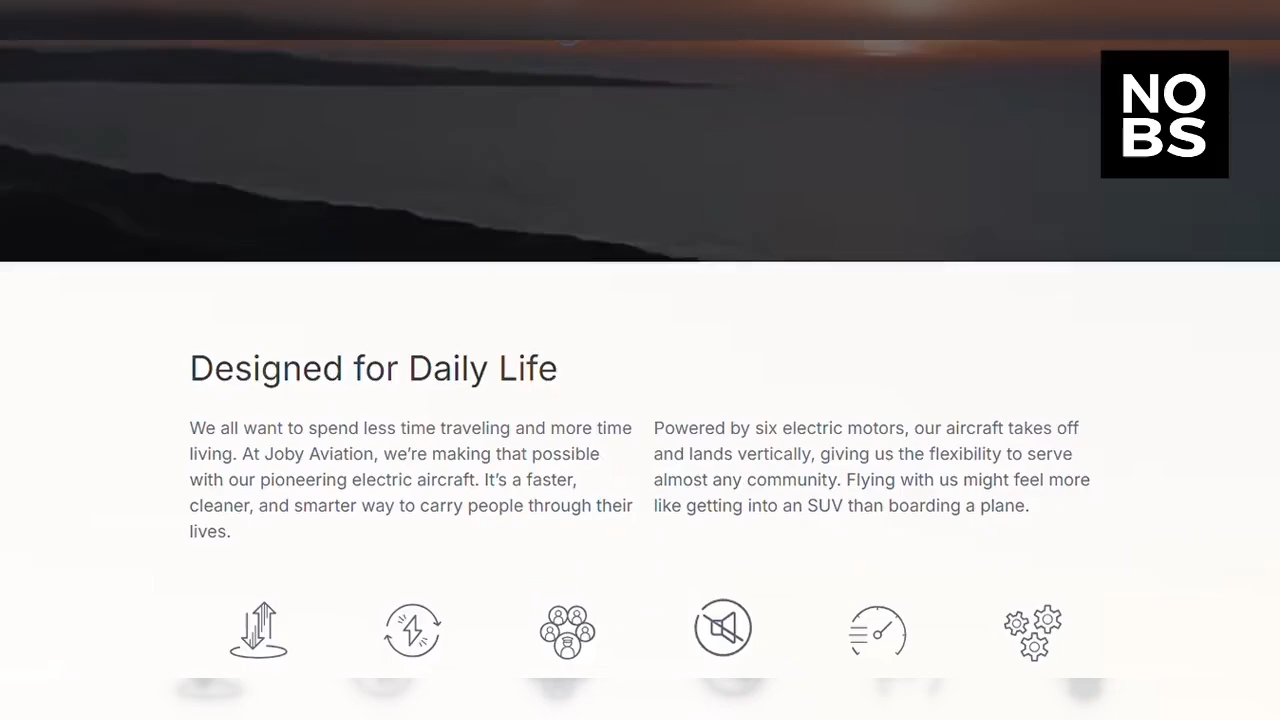 NO
BS
Designed for Daily Life
We all want to spend less time traveling and more time
living. At Joby Aviation, we’re making that possible
with our pioneering electric aircraft. It’s a faster,
cleaner, and smarter way to carry people through their
lives.
Powered by six electric motors, our aircraft takes off
and lands vertically, giving us the flexibility to serve
almost any community. Flying with us might feel more
like getting into an SUV than boarding a plane.